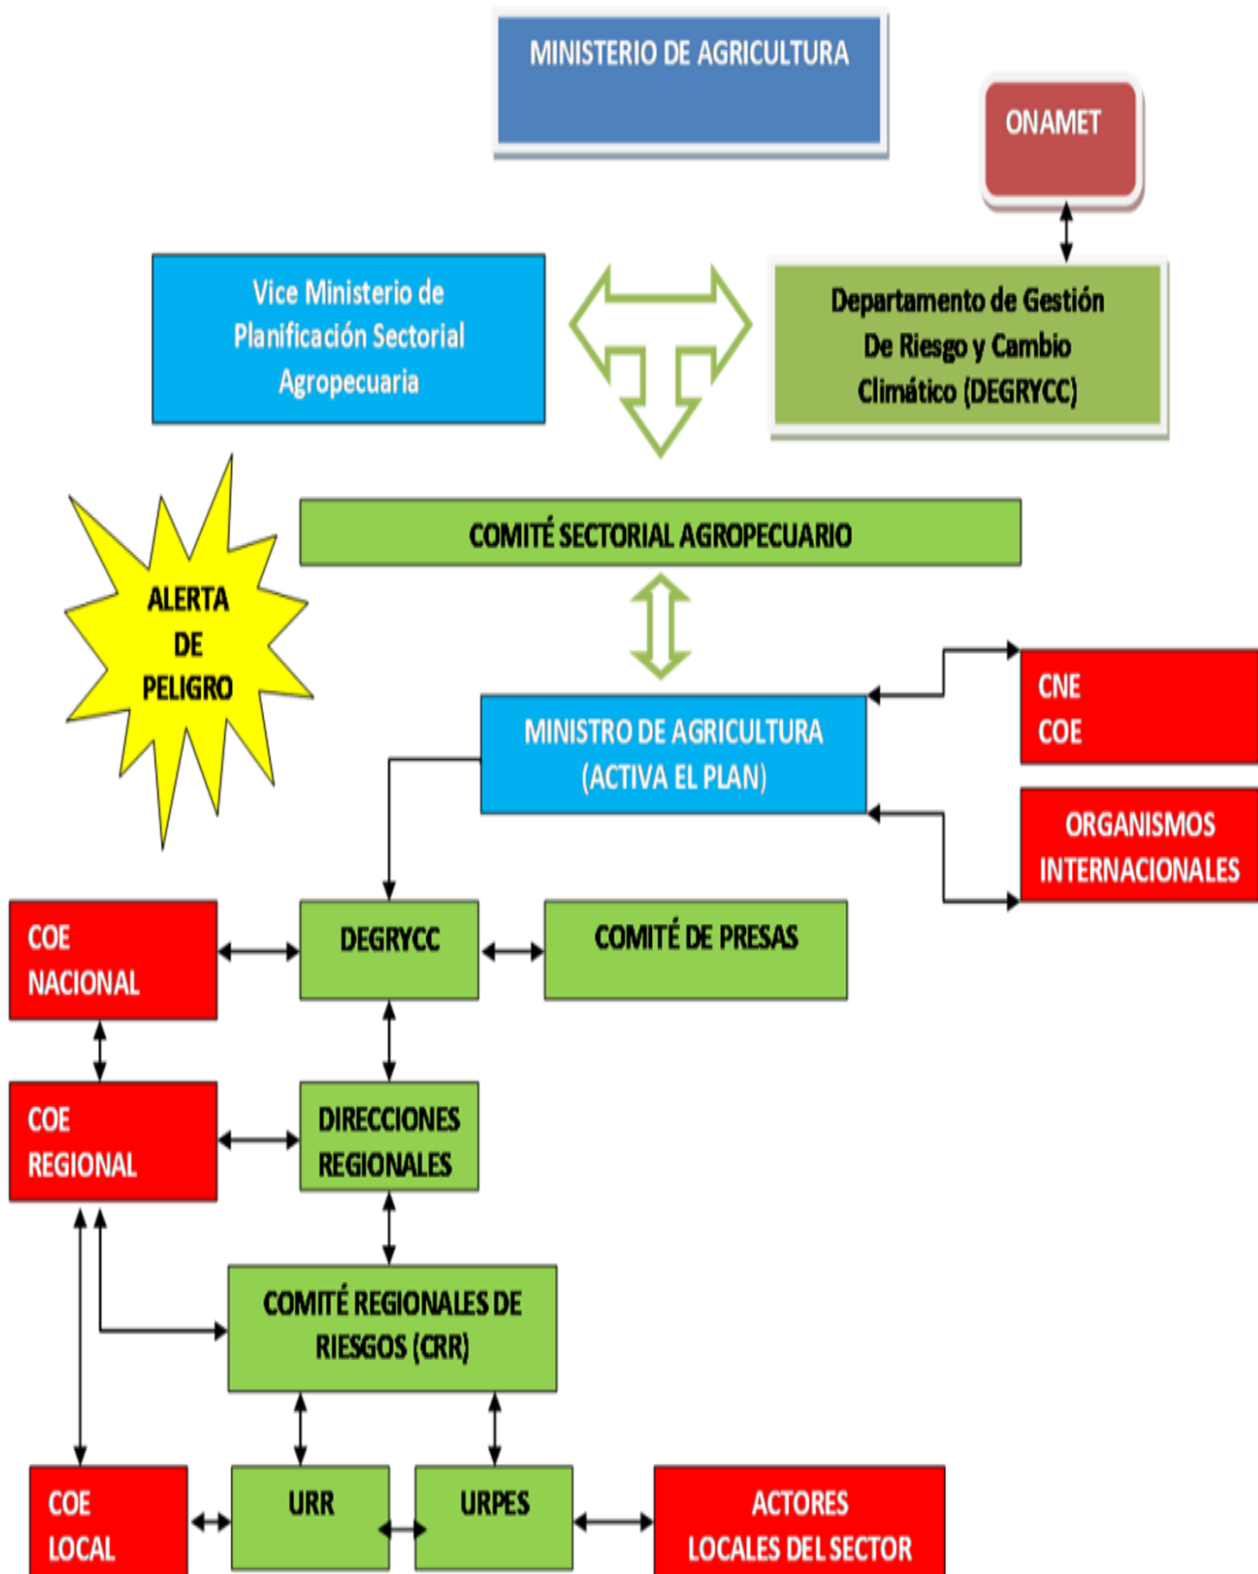 MINISTERIO DE AGRICULTURA
ONAMET
Vice Ministerio de
Planificación Sectorial
Agropecuaria
Departamento de Gestión
De Riesgo y Cambio
Climático (DEGRYCC)
COMITÉ SECTORIAL AGROPECUARIO
ALERTA
DE
PELIGRO
MINISTRO DE AGRICULTURA
(ACTIVA EL PLAN)
CNE
COE
ORGANISMOS
INTERNACIONALES
COE
NACIONAL
DEGRYCC
COMITÉ DE PRESAS
COE
REGIONAL
DIRECCIONES
REGIONALES
COMITÉ REGIONALES DE
RIESGOS (CRR)
COE
LOCAL
URR
URPES
ACTORES
LOCALES DEL SECTOR